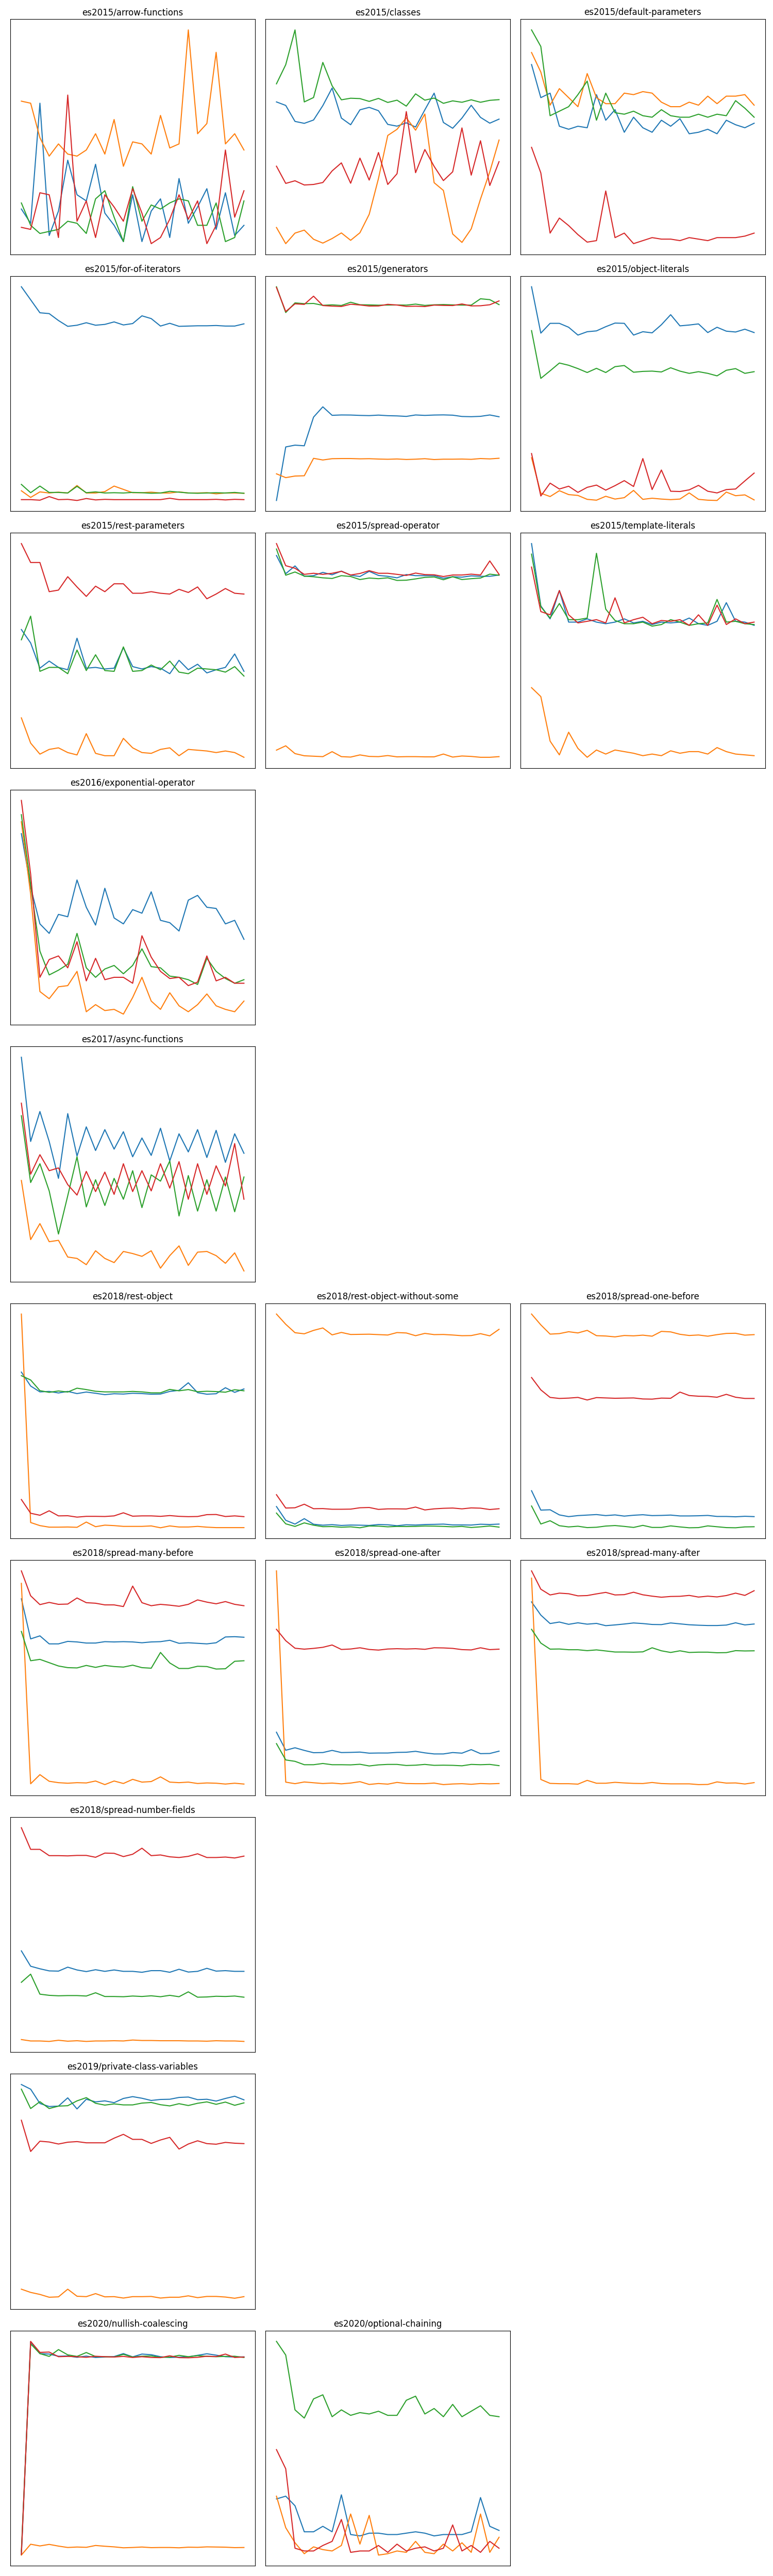 es2015/arrow-functions
es2015/classes
es2015/default-parameters
es2015/for-of-iterators
es2015/generators
es2015/object-literals
es2015/rest-parameters
es2015/spread-operator
es2015/template-literals
es2016/exponential-operator
es2017/async-functions
es2018/rest-object
es2018/rest-object-without-some
es2018/spread-one-before
es2018/spread-many-before
es2018/spread-one-after
es2018/spread-many-after
es2018/spread-number-fields
es2019/private-class-variables
es2020/nullish-coalescing
es2020/optional-chaining